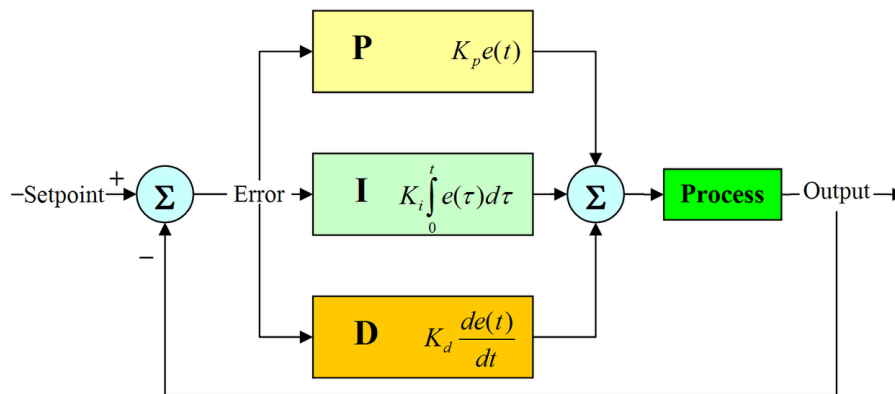 P K_p e(t)
Setpoint + Σ Error I K_i ∫_0^t e(τ)dτ Σ Process Output
−
D K_d de(t)/dt